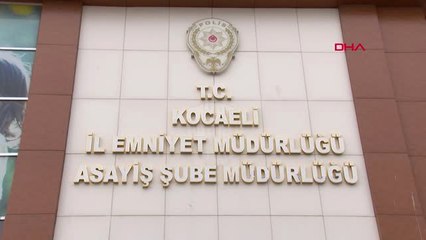 POLİS
DHA
T.C.
KOCAELİ
İL EMNİYET MÜDÜRLÜĞÜ
ASAYİŞ ŞUBE MÜDÜRLÜĞÜ